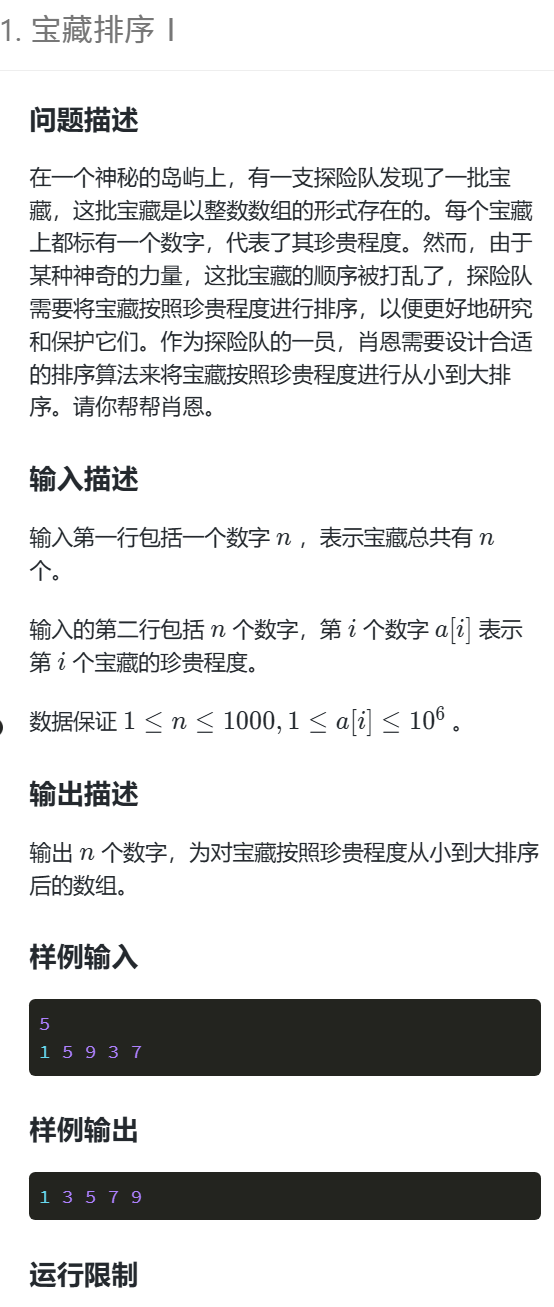 1. 宝藏排序Ⅰ
问题描述
在一个神秘的岛屿上，有一支探险队发现了一批宝
藏，这批宝藏是以整数数组的形式存在的。每个宝藏
上都标有一个数字，代表了其珍贵程度。然而，由于
某种神奇的力量，这批宝藏的顺序被打乱了，探险队
需要将宝藏按照珍贵程度进行排序，以便更好地研究
和保护它们。作为探险队的一员，肖恩需要设计合适
的排序算法来将宝藏按照珍贵程度进行从小到大排
序。请你帮帮肖恩。
输入描述
输入第一行包括一个数字 n ，表示宝藏总共有 n
个。
输入的第二行包括 n 个数字，第 i 个数字 a[i] 表示
第 i 个宝藏的珍贵程度。
数据保证 1 ≤ n ≤ 1000, 1 ≤ a[i] ≤ 10⁶ 。
输出描述
输出 n 个数字，为对宝藏按照珍贵程度从小到大排序
后的数组。
样例输入
5
1 5 9 3 7
样例输出
1 3 5 7 9
运行限制